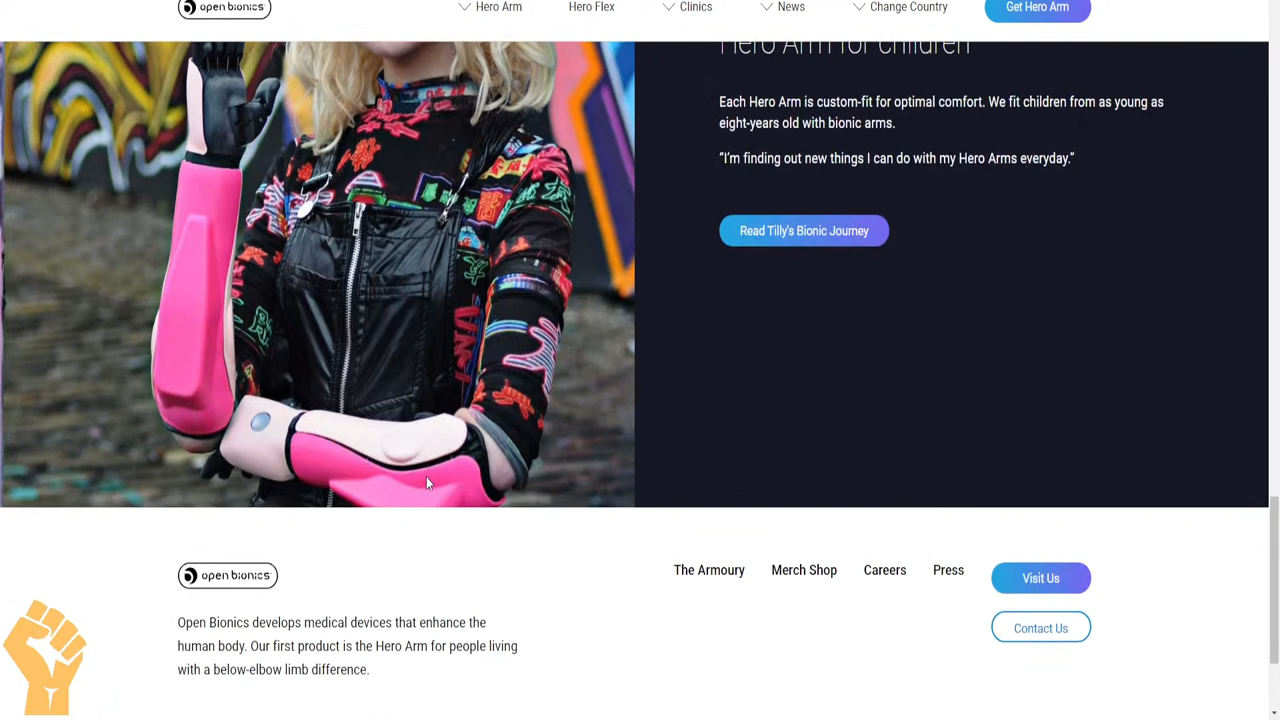 open bionics
Hero Arm
Hero Flex
Clinics
News
Change Country
Get Hero Arm
Hero Arm for children
Each Hero Arm is custom-fit for optimal comfort. We fit children from as young as
eight-years old with bionic arms.
“I'm finding out new things I can do with my Hero Arms everyday.”
Read Tilly's Bionic Journey
open bionics
The Armoury
Merch Shop
Careers
Press
Visit Us
Contact Us
Open Bionics develops medical devices that enhance the
human body. Our first product is the Hero Arm for people living
with a below-elbow limb difference.